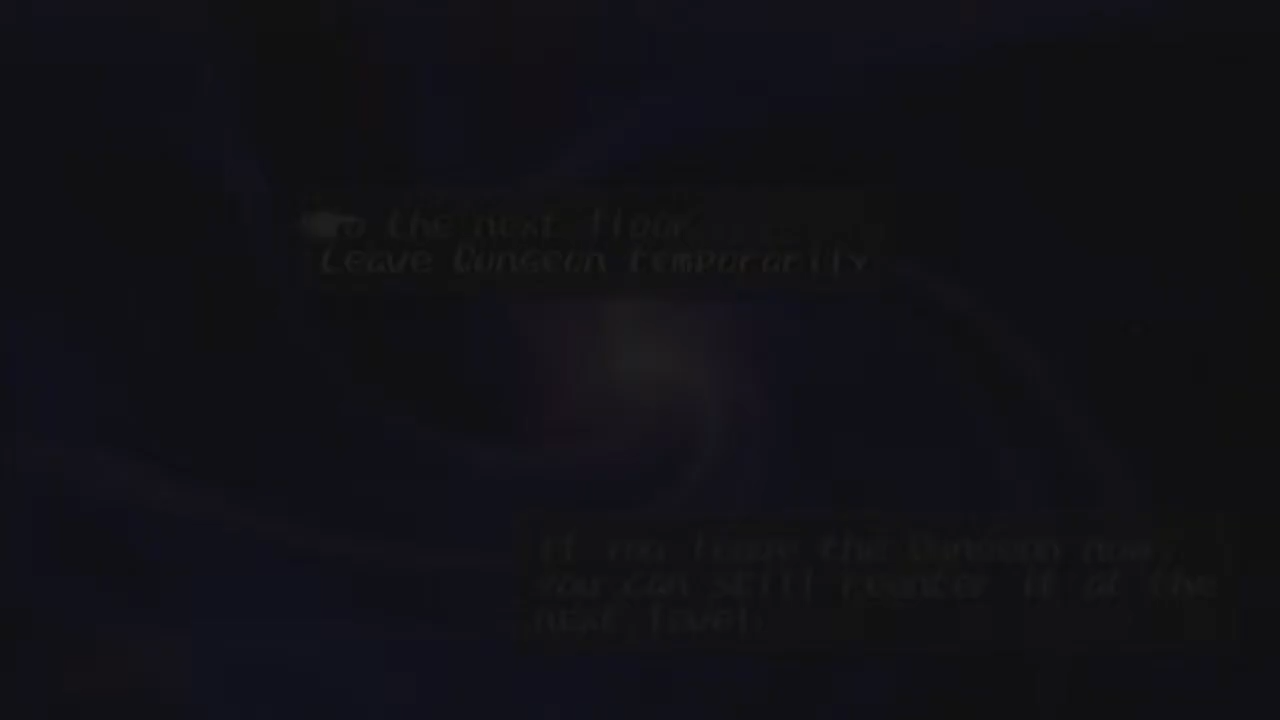 To the next floor
Leave Dungeon temporarily
If you leave the Dungeon now,
you can still reenter it at the
next level.